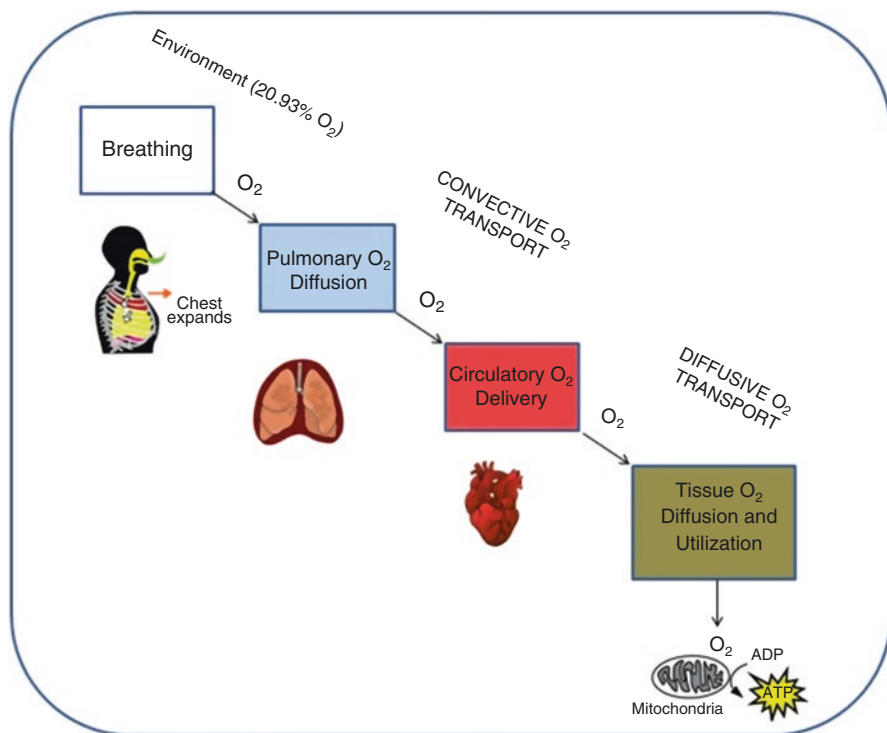 Environment (20.93% O₂)
Breathing
O₂
CONVECTIVE O₂
TRANSPORT
Pulmonary O₂
Diffusion
Chest
expands
O₂
Circulatory O₂
Delivery
DIFFUSIVE O₂
TRANSPORT
O₂
Tissue O₂
Diffusion and
Utilization
O₂
ADP
ATP
Mitochondria